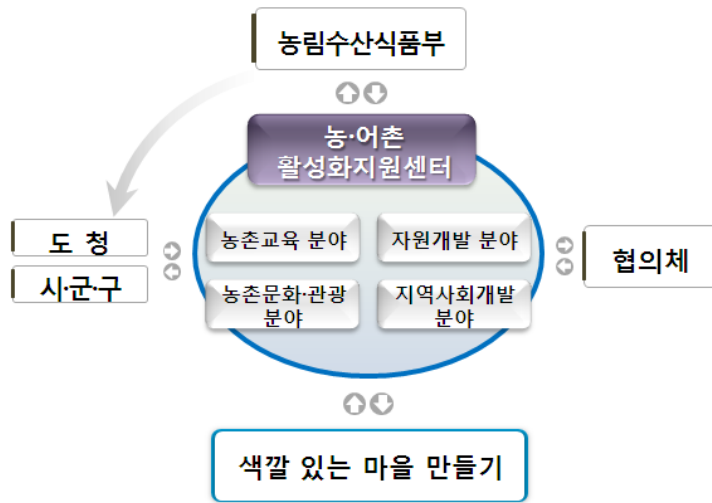 농림수산식품부
농·어촌
활성화지원센터
도 청
시·군·구
농촌교육 분야
자원개발 분야
농촌문화·관광
분야
지역사회개발
분야
협의체
색깔 있는 마을 만들기